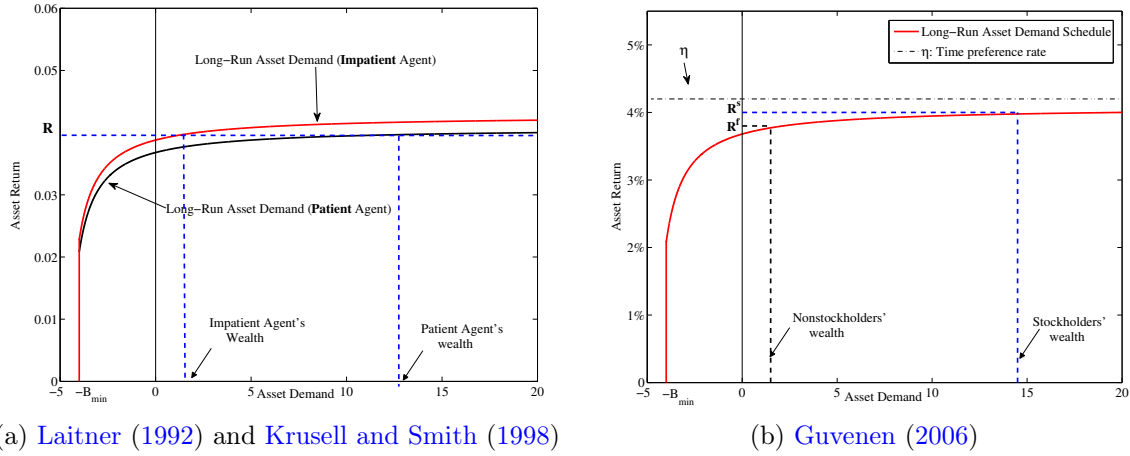 0.06
0.05
0.04
0.03
0.02
0.01
0
R
Asset Return
Long−Run Asset Demand (Impatient Agent)
Long−Run Asset Demand (Patient Agent)
Impatient Agent's
Wealth
Patient Agent's
wealth
−5 −B_min 0 5 10 15 20
Asset Demand
(a) Laitner (1992) and Krusell and Smith (1998)
5%
4%
3%
2%
1%
0
Asset Return
Long−Run Asset Demand Schedule
η: Time preference rate
η
R^s
R^f
Nonstockholders'
wealth
Stockholders'
wealth
−5 −B_min 0 5 10 15 20
Asset Demand
(b) Guvenen (2006)